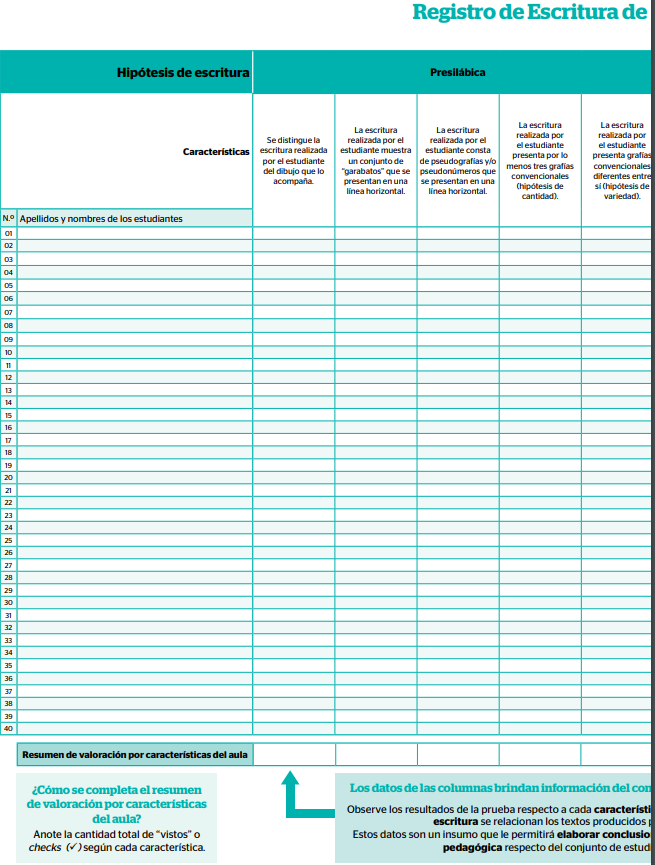 Registro de Escritura de
Hipótesis de escritura
Presilábica
Características
Se distingue la
escritura realizada
por el estudiante
del dibujo que lo
acompaña.
La escritura
realizada por el
estudiante muestra
un conjunto de
“garabatos” que se
presentan en una
línea horizontal.
La escritura
realizada por el
estudiante consta
de pseudografías y/o
pseudonúmeros que
se presentan en una
línea horizontal.
La escritura
realizada por
el estudiante
presenta por lo
menos tres grafías
convencionales
(hipótesis de
cantidad).
La escritura
realizada por
el estudiante
presenta grafías
convencionales
diferentes entre
sí (hipótesis de
variedad).
N.º Apellidos y nombres de los estudiantes
01
02
03
04
05
06
07
08
09
10
11
12
13
14
15
16
17
18
19
20
21
22
23
24
25
26
27
28
29
30
31
32
33
34
35
36
37
38
39
40
Resumen de valoración por características del aula
¿Cómo se completa el resumen
de valoración por características
del aula?
Anote la cantidad total de “vistos” o
checks (✓) según cada característica.
Los datos de las columnas brindan información del
Observe los resultados de la prueba respecto a cada
escritura se relacionan los textos producidos
Estos datos son un insumo que le permitirá elaborar
pedagógica respecto del conjunto de